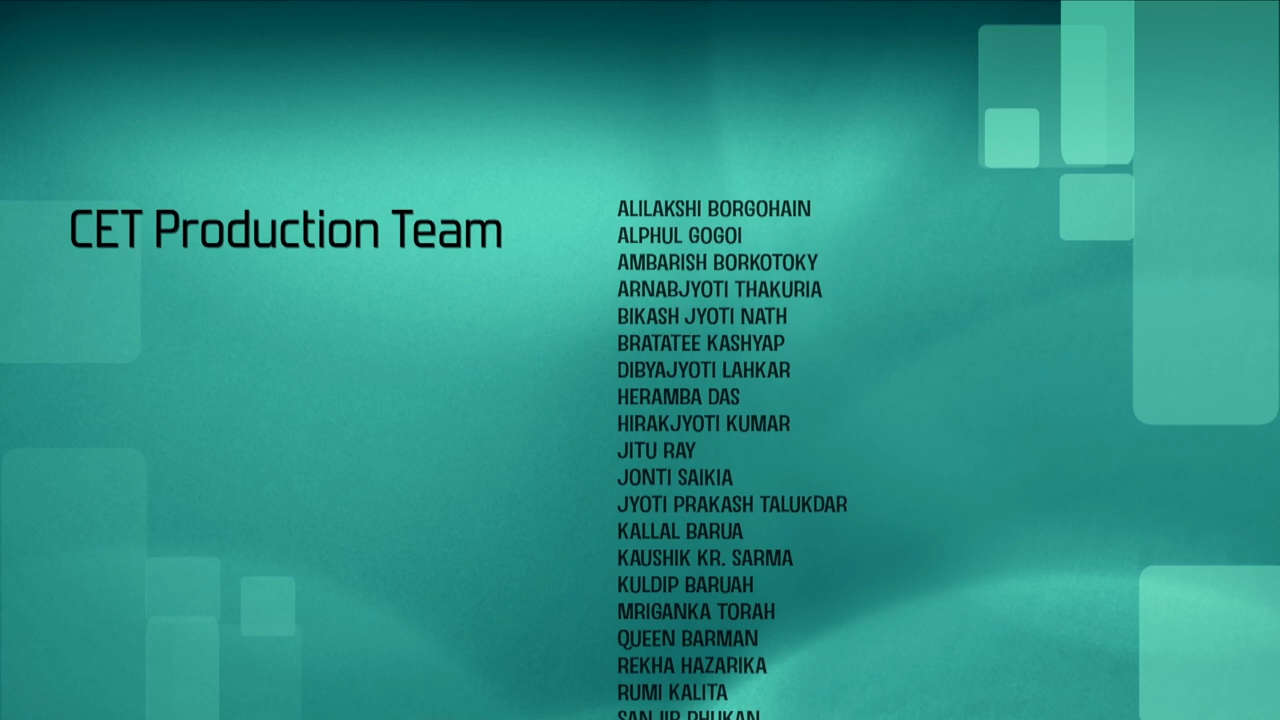 CET Production Team
ALILAKSHI BORGOHAIN
ALPHUL GOGOI
AMBARISH BORKOTOKY
ARNABJYOTI THAKURIA
BIKASH JYOTI NATH
BRATATEE KASHYAP
DIBYAJYOTI LAHKAR
HERAMBA DAS
HIRAKJYOTI KUMAR
JITU RAY
JONTI SAIKIA
JYOTI PRAKASH TALUKDAR
KALLAL BARUA
KAUSHIK KR. SARMA
KULDIP BARUAH
MRIGANKA TORAH
QUEEN BARMAN
REKHA HAZARIKA
RUMI KALITA